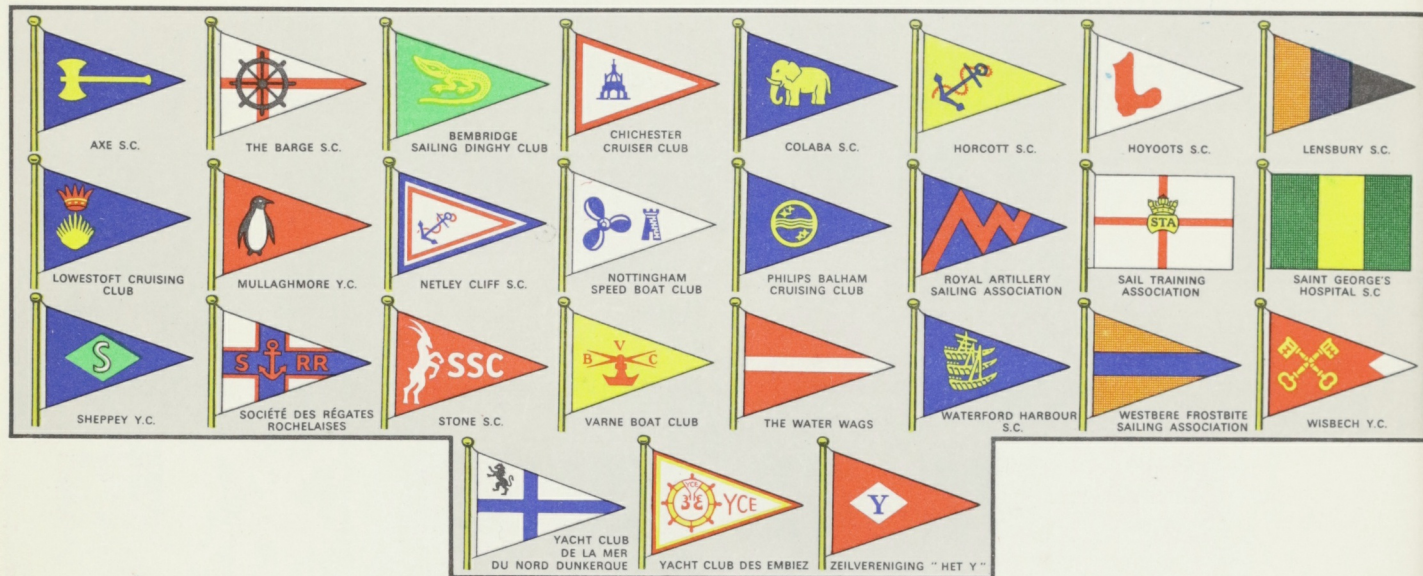 AXE S.C.
THE BARGE S.C.
BEMBRIDGE
SAILING DINGHY CLUB
CHICHESTER
CRUISER CLUB
COLABA S.C.
HORCOTT S.C.
HOYOOTS S.C.
LENSBURY S.C.
LOWESTOFT CRUISING
CLUB
MULLAGHMORE Y.C.
NETLEY CLIFF S.C.
NOTTINGHAM
SPEED BOAT CLUB
PHILIPS BALHAM
CRUISING CLUB
ROYAL ARTILLERY
SAILING ASSOCIATION
STA
SAIL TRAINING
ASSOCIATION
SAINT GEORGE'S
HOSPITAL S.C
S
SHEPPEY Y.C.
S RR
SOCIÉTÉ DES RÉGATES
ROCHELAISES
SSC
STONE S.C.
B V C
VARNE BOAT CLUB
THE WATER WAGS
WATERFORD HARBOUR
S.C.
WESTBERE FROSTBITE
SAILING ASSOCIATION
WISBECH Y.C.
YACHT CLUB
DE LA MER
DU NORD DUNKERQUE
YCE
YCE
YACHT CLUB DES EMBIEZ
Y
ZEILVEREENIGING " HET Y "